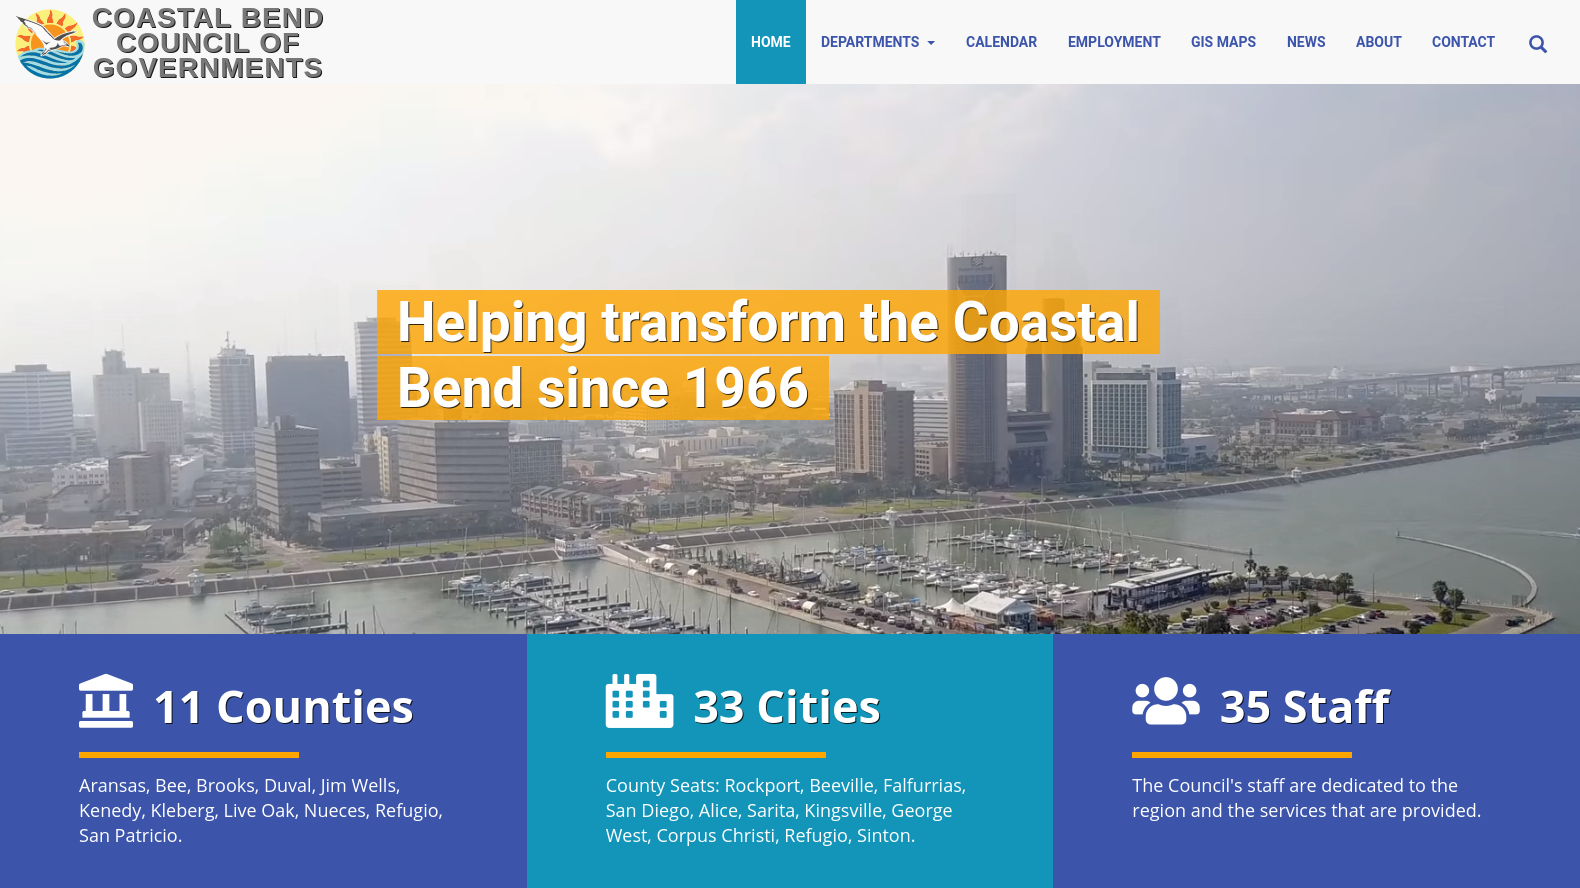 COASTAL BEND
COUNCIL OF
GOVERNMENTS
HOME DEPARTMENTS CALENDAR EMPLOYMENT GIS MAPS NEWS ABOUT CONTACT
Helping transform the Coastal
Bend since 1966
11 Counties
Aransas, Bee, Brooks, Duval, Jim Wells,
Kenedy, Kleberg, Live Oak, Nueces, Refugio,
San Patricio.
33 Cities
County Seats: Rockport, Beeville, Falfurrias,
San Diego, Alice, Sarita, Kingsville, George
West, Corpus Christi, Refugio, Sinton.
35 Staff
The Council's staff are dedicated to the
region and the services that are provided.